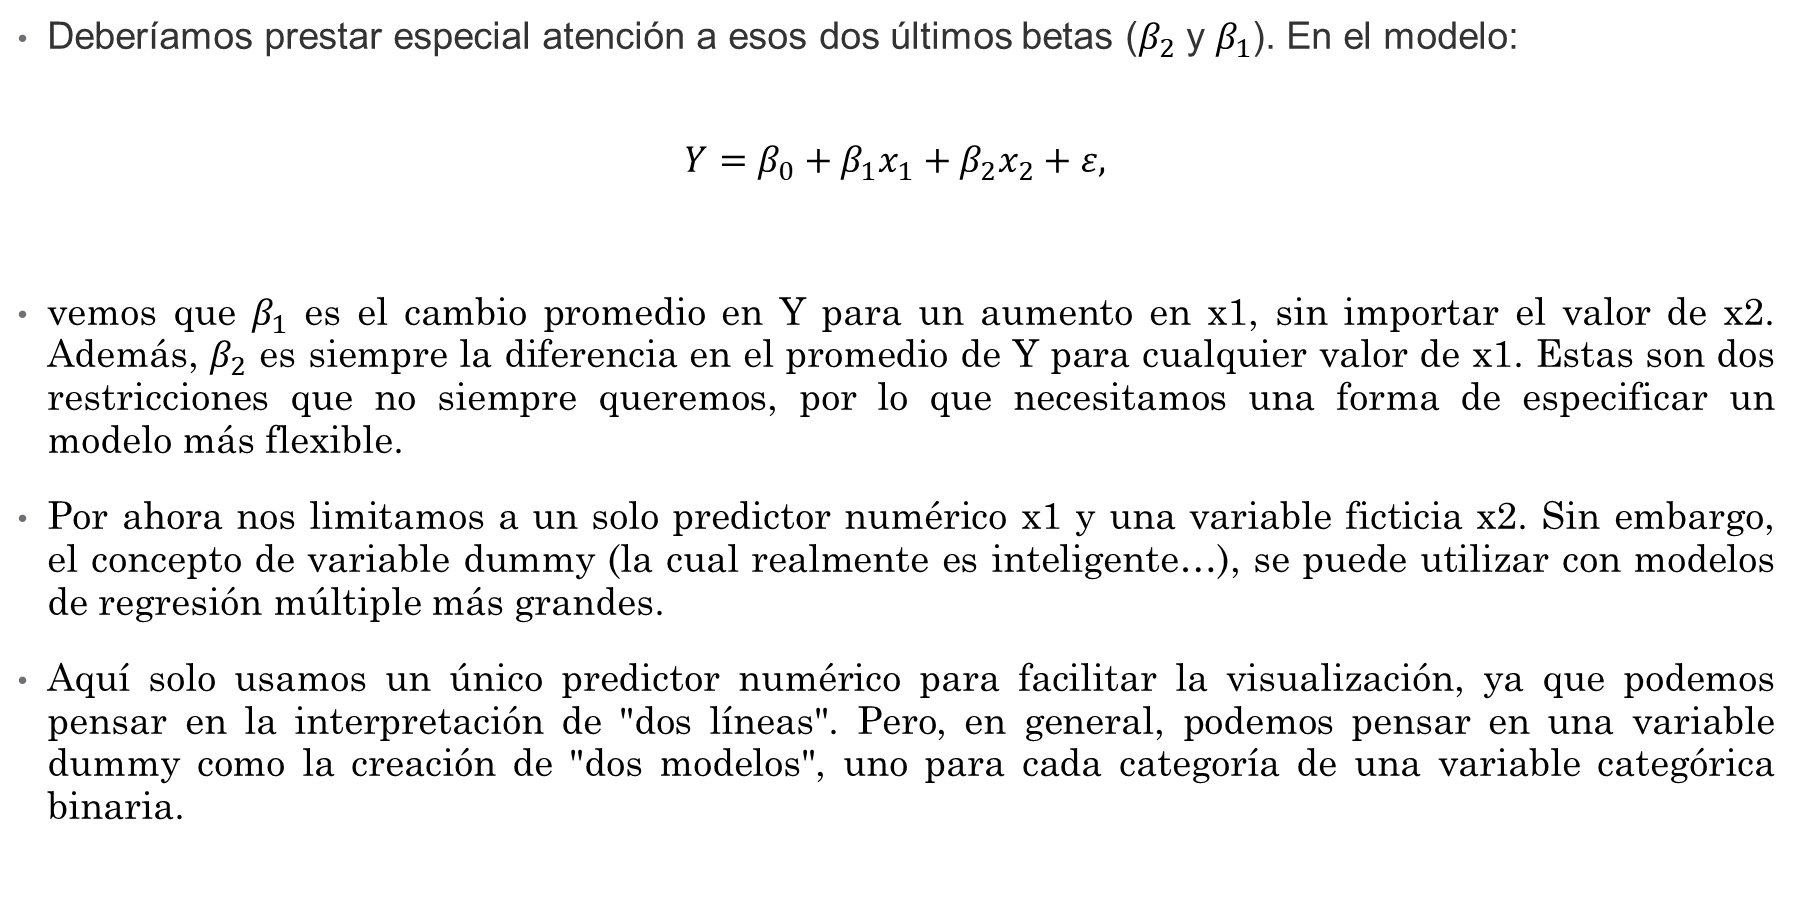 • Deberíamos prestar especial atención a esos dos últimos betas (β₂ y β₁). En el modelo:
Y = β₀ + β₁x₁ + β₂x₂ + ε,
• vemos que β₁ es el cambio promedio en Y para un aumento en x1, sin importar el valor de x2.
Además, β₂ es siempre la diferencia en el promedio de Y para cualquier valor de x1. Estas son dos
restricciones que no siempre queremos, por lo que necesitamos una forma de especificar un
modelo más flexible.
• Por ahora nos limitamos a un solo predictor numérico x1 y una variable ficticia x2. Sin embargo,
el concepto de variable dummy (la cual realmente es inteligente…), se puede utilizar con modelos
de regresión múltiple más grandes.
• Aquí solo usamos un único predictor numérico para facilitar la visualización, ya que podemos
pensar en la interpretación de "dos líneas". Pero, en general, podemos pensar en una variable
dummy como la creación de "dos modelos", uno para cada categoría de una variable categórica
binaria.